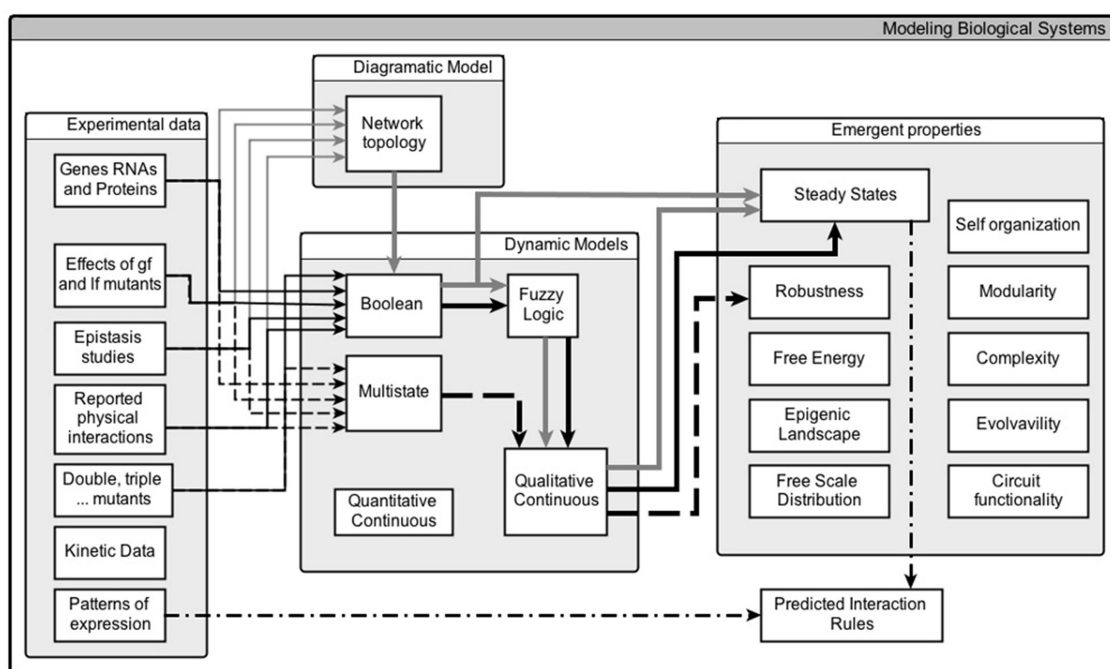 Modeling Biological Systems
Diagramatic Model
Network
topology
Experimental data
Genes RNAs
and Proteins
Effects of gf
and lf mutants
Epistasis
studies
Reported
physical
interactions
Double, triple
... mutants
Kinetic Data
Patterns of
expression
Dynamic Models
Boolean
Fuzzy
Logic
Multistate
Quantitative
Continuous
Qualitative
Continuous
Emergent properties
Steady States
Self organization
Robustness
Modularity
Free Energy
Complexity
Epigenic
Landscape
Evolvavility
Free Scale
Distribution
Circuit
functionality
Predicted Interaction
Rules